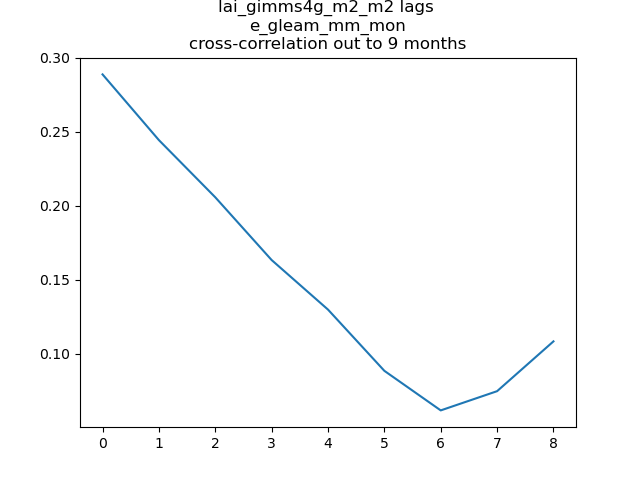 lai_gimms4g_m2_m2 lags
e_gleam_mm_mon
cross-correlation out to 9 months
0.30
0.25
0.20
0.15
0.10
0 1 2 3 4 5 6 7 8